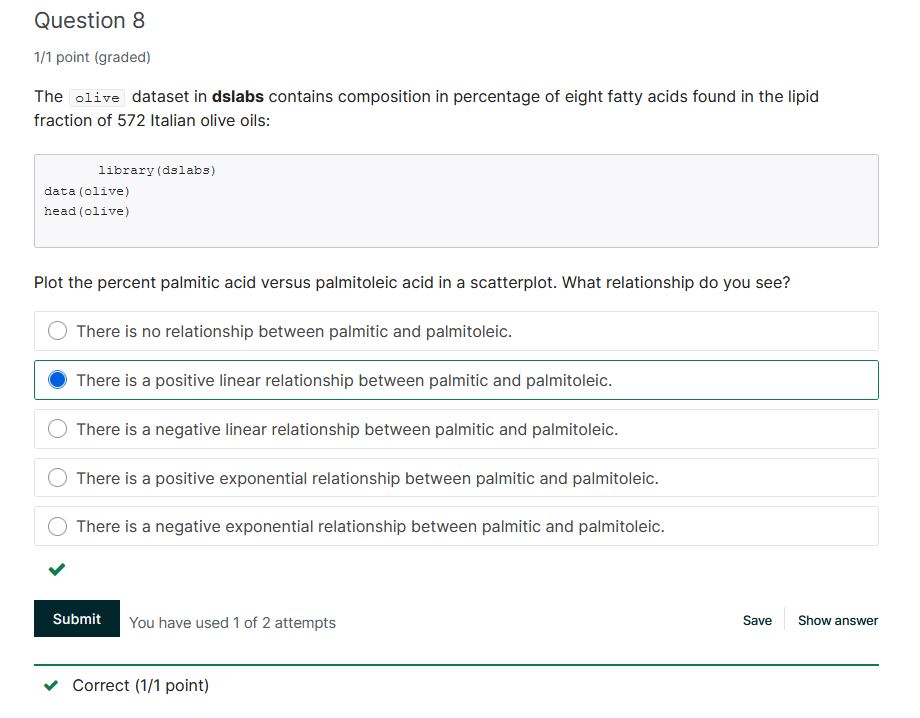 Question 8
1/1 point (graded)
The olive dataset in dslabs contains composition in percentage of eight fatty acids found in the lipid
fraction of 572 Italian olive oils:
library(dslabs)
data(olive)
head(olive)
Plot the percent palmitic acid versus palmitoleic acid in a scatterplot. What relationship do you see?
There is no relationship between palmitic and palmitoleic.
There is a positive linear relationship between palmitic and palmitoleic.
There is a negative linear relationship between palmitic and palmitoleic.
There is a positive exponential relationship between palmitic and palmitoleic.
There is a negative exponential relationship between palmitic and palmitoleic.
Submit You have used 1 of 2 attempts Save Show answer
Correct (1/1 point)